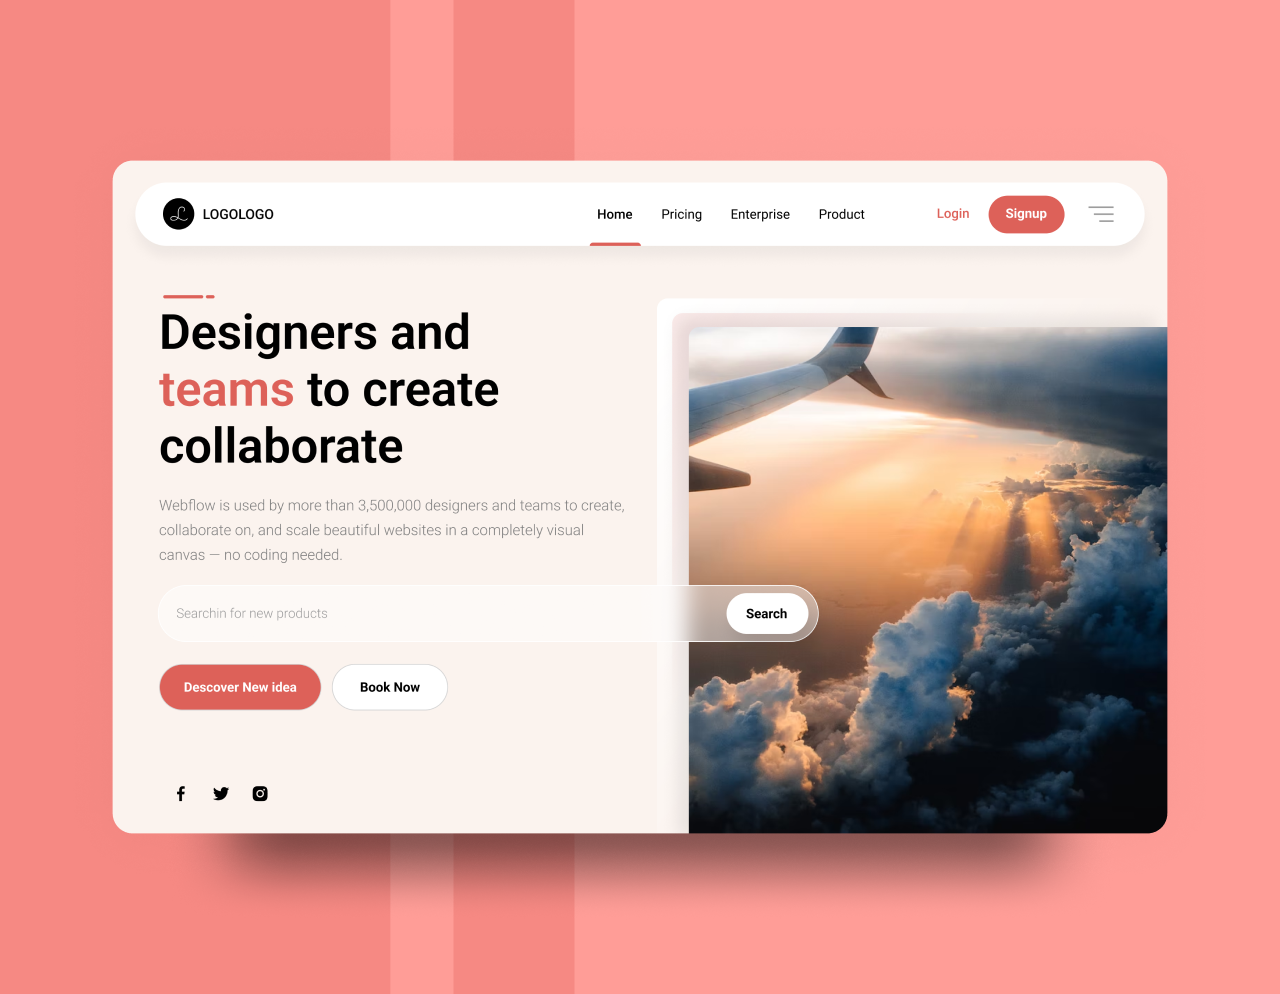 LOGOLOGO
Home Pricing Enterprise Product Login Signup
Designers and
teams to create
collaborate
Webflow is used by more than 3,500,000 designers and teams to create,
collaborate on, and scale beautiful websites in a completely visual
canvas — no coding needed.
Searchin for new products Search
Descover New idea Book Now